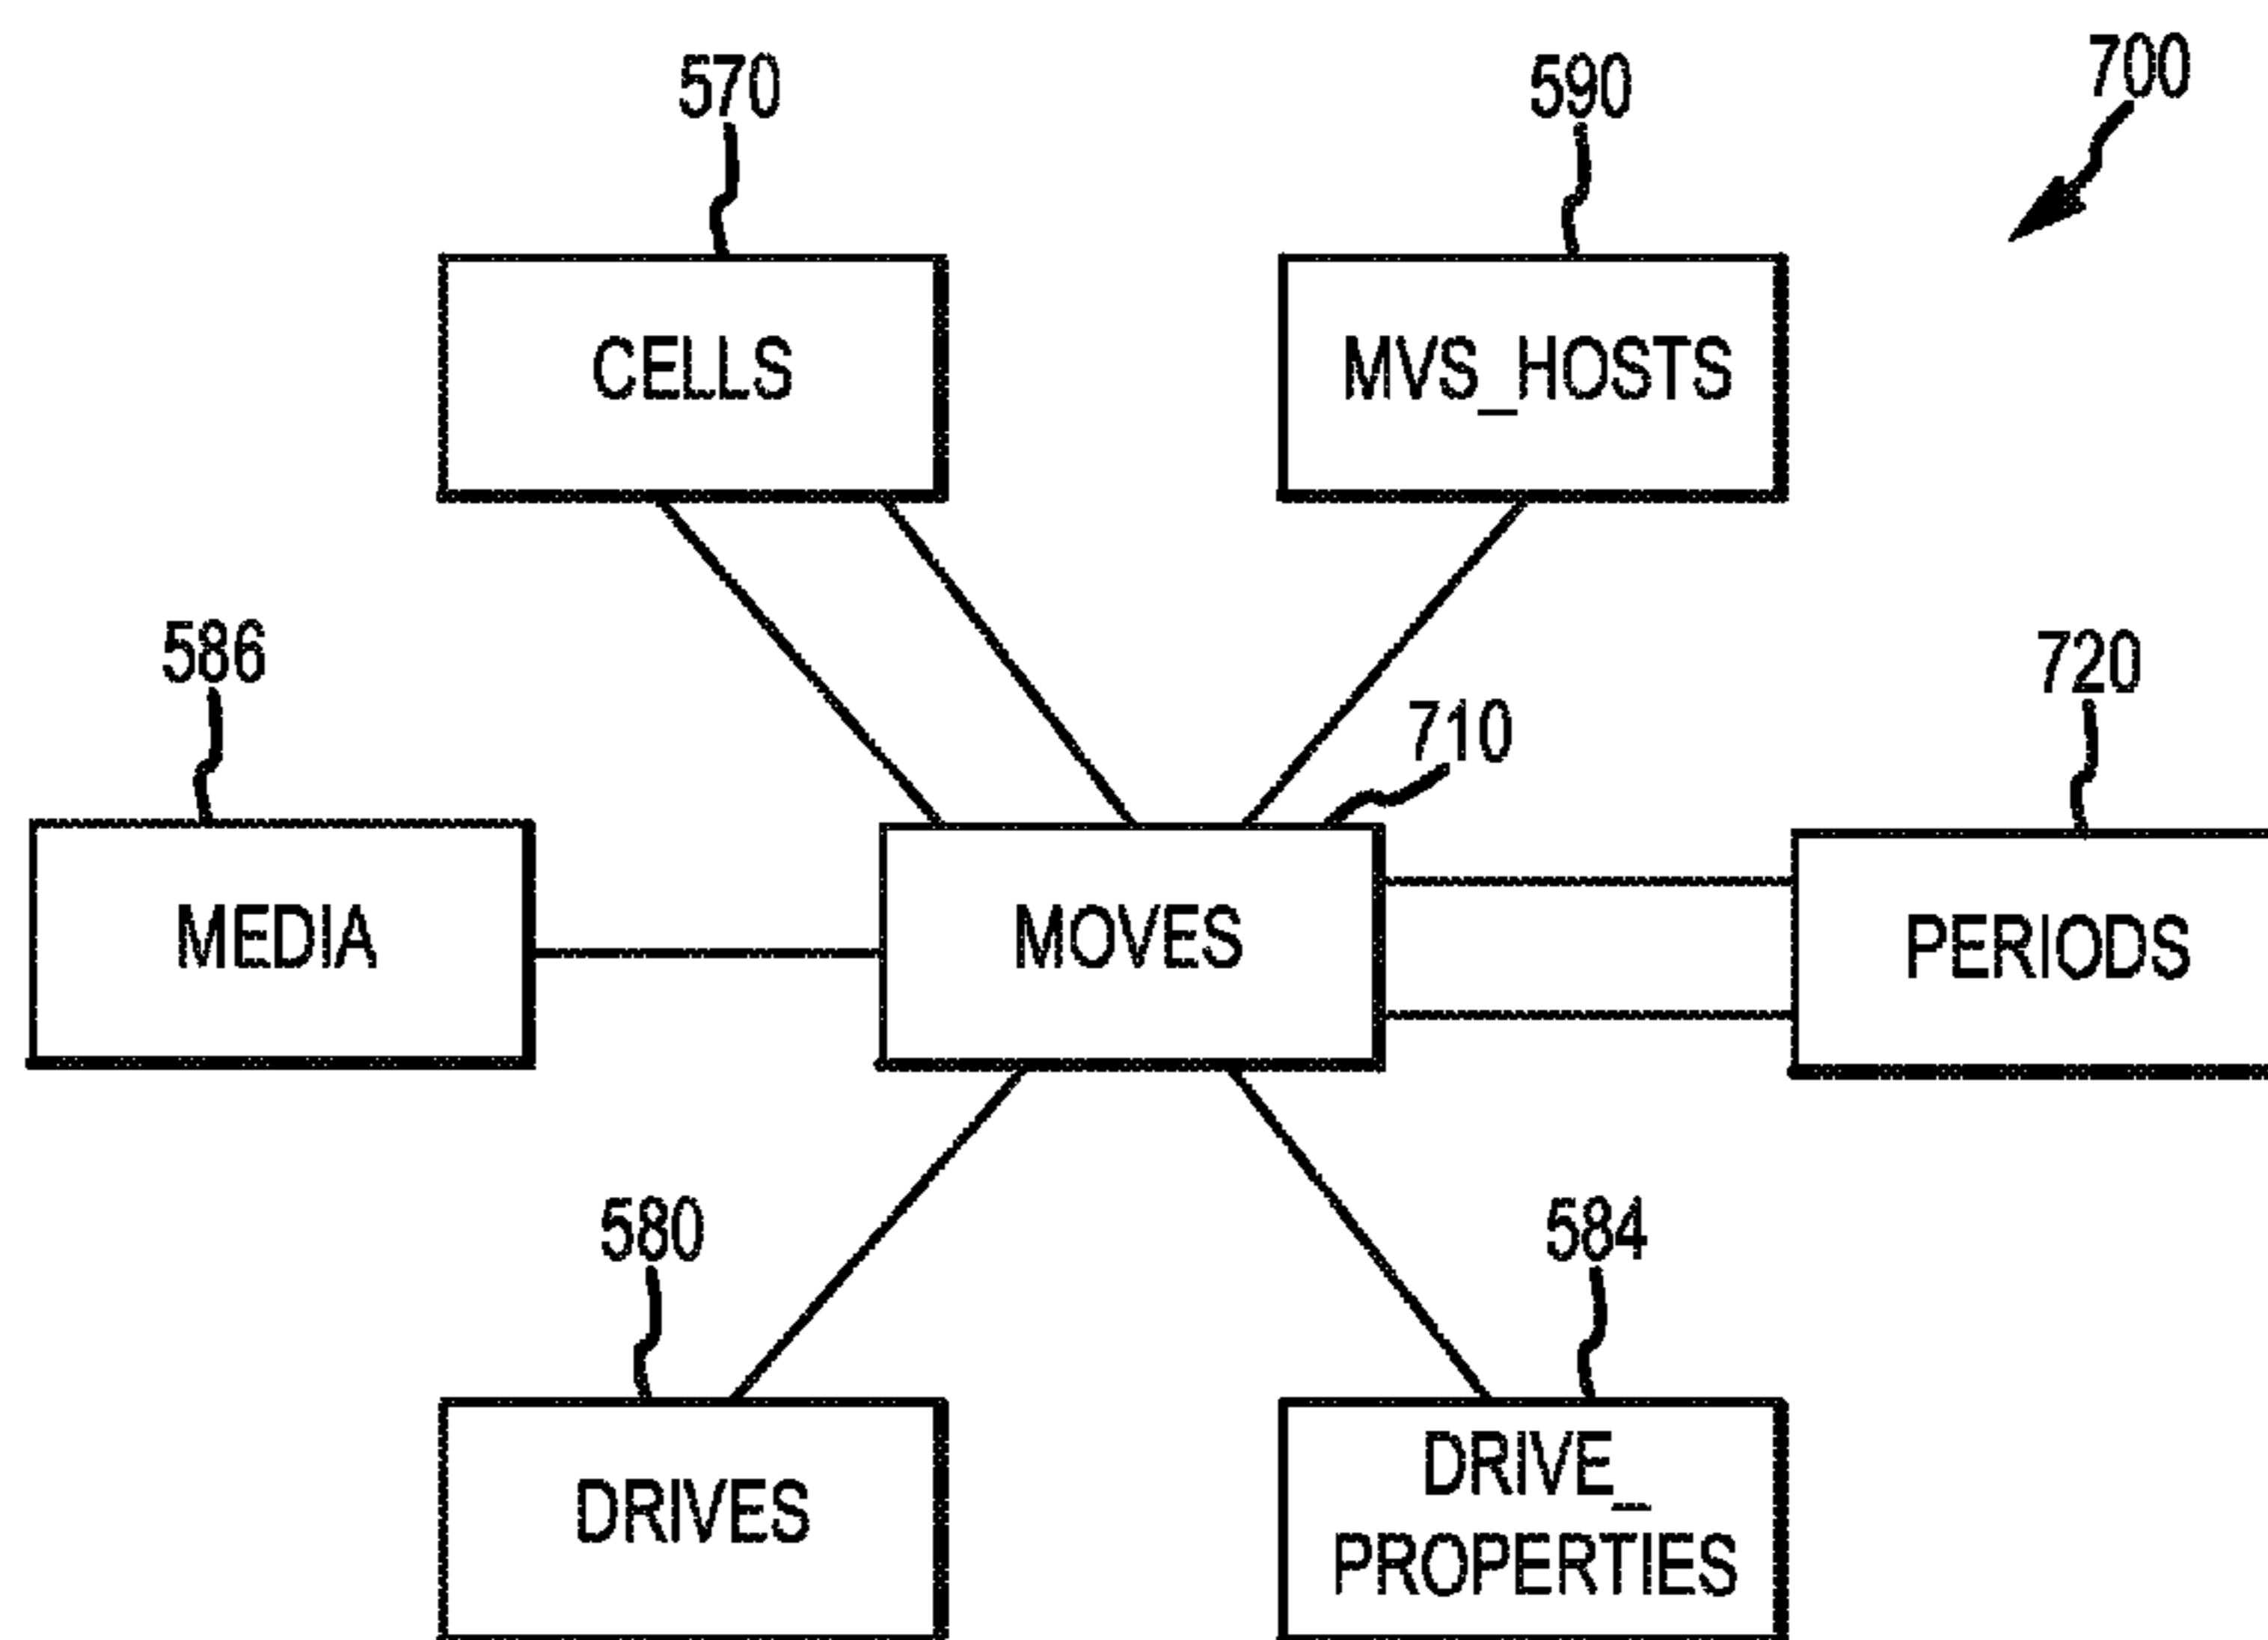 570
590
700
CELLS
MVS_HOSTS
586
710
720
MEDIA
MOVES
PERIODS
580
584
DRIVES
DRIVE_
PROPERTIES